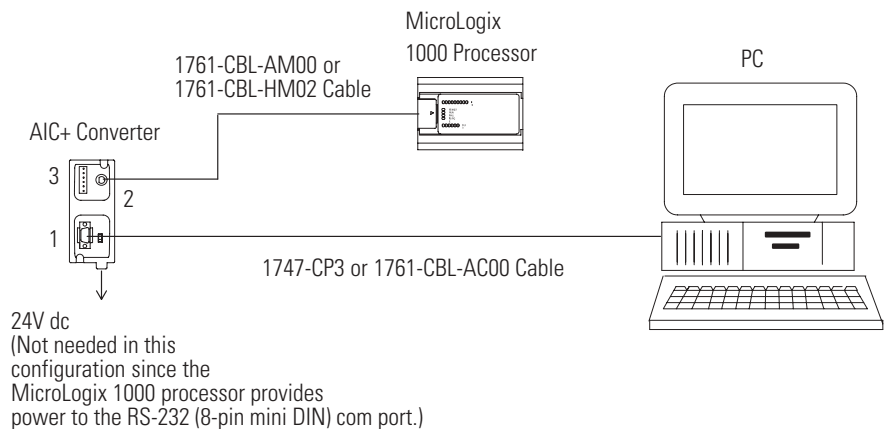 MicroLogix
1000 Processor
PC
1761-CBL-AM00 or
1761-CBL-HM02 Cable
AIC+ Converter
3
2
1
1747-CP3 or 1761-CBL-AC00 Cable
24V dc
(Not needed in this
configuration since the
MicroLogix 1000 processor provides
power to the RS-232 (8-pin mini DIN) com port.)